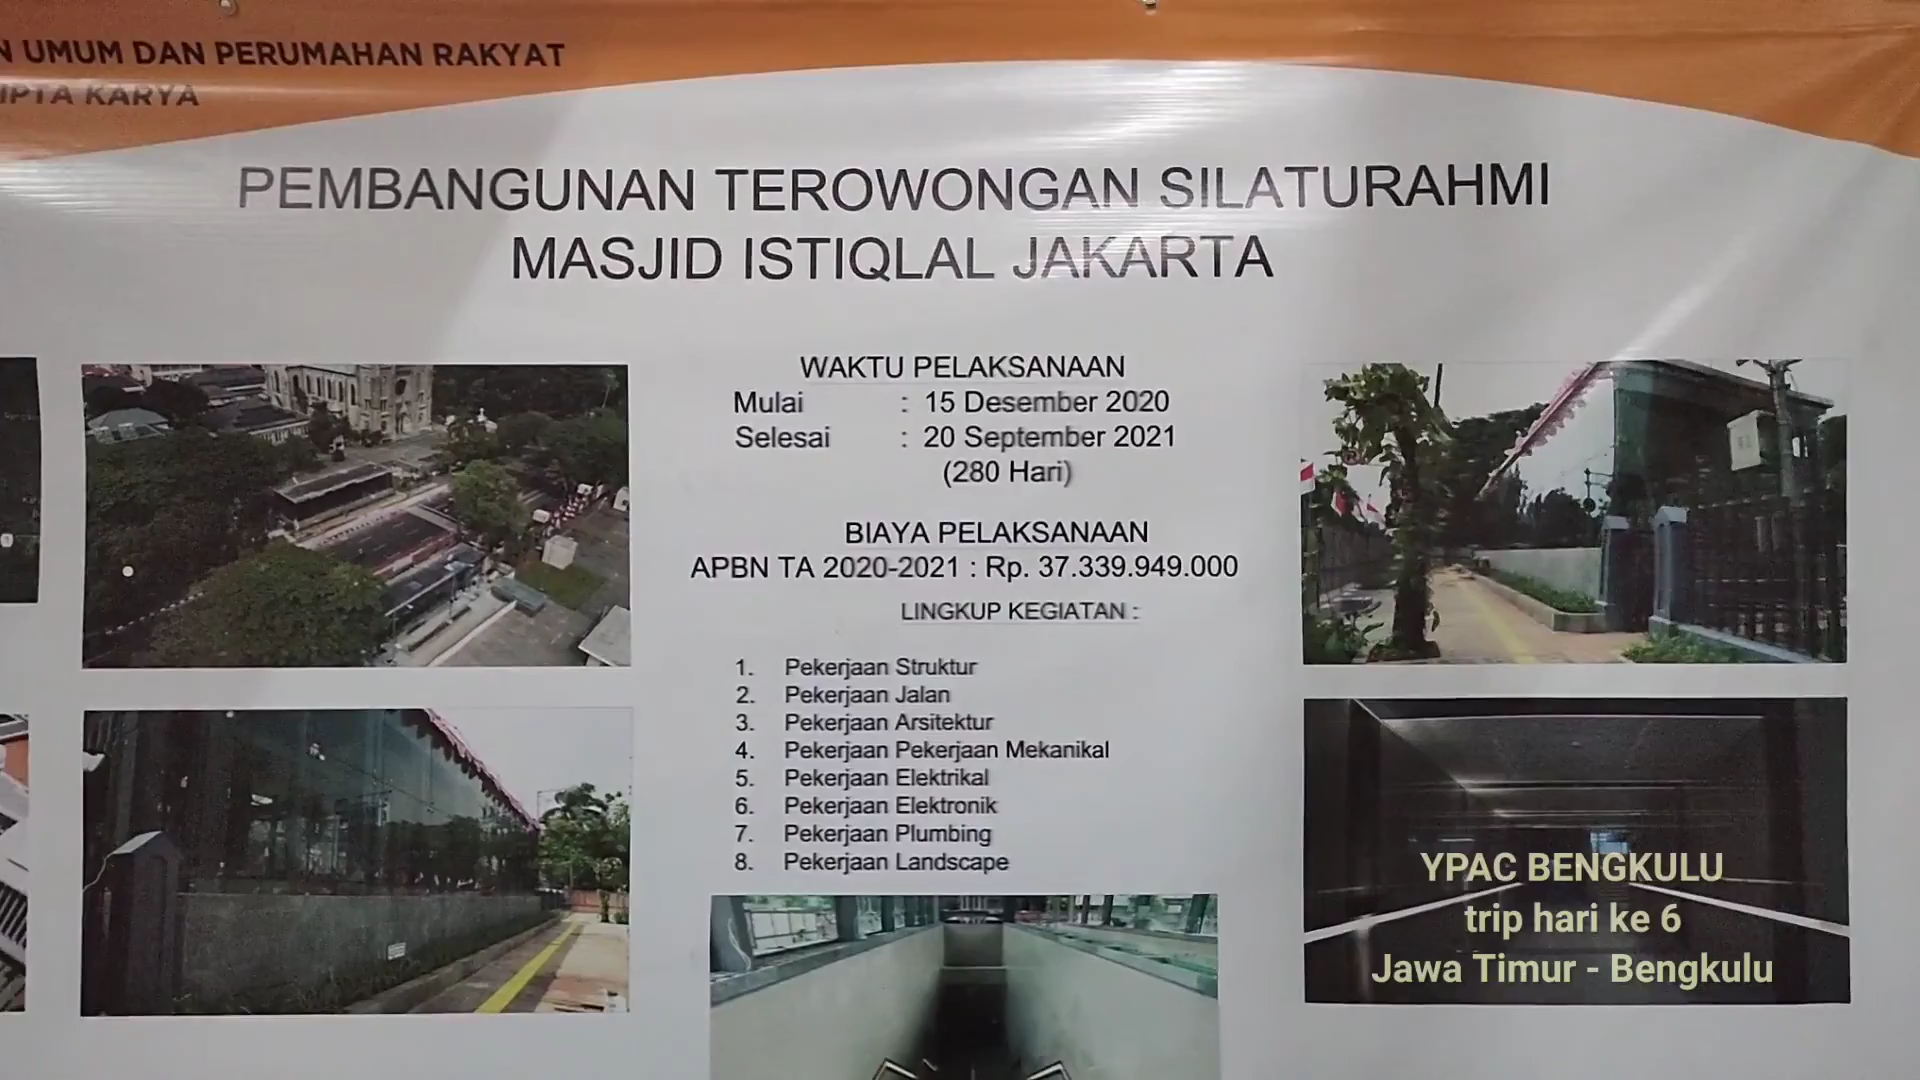 UMUM DAN PERUMAHAN RAKYAT
KARYA
PEMBANGUNAN TEROWONGAN SILATURAHMI
MASJID ISTIQLAL JAKARTA
WAKTU PELAKSANAAN
Mulai : 15 Desember 2020
Selesai : 20 September 2021
(280 Hari)
BIAYA PELAKSANAAN
APBN TA 2020-2021 : Rp. 37.339.949.000
LINGKUP KEGIATAN :
1. Pekerjaan Struktur
2. Pekerjaan Jalan
3. Pekerjaan Arsitektur
4. Pekerjaan Pekerjaan Mekanikal
5. Pekerjaan Elektrikal
6. Pekerjaan Elektronik
7. Pekerjaan Plumbing
8. Pekerjaan Landscape
YPAC BENGKULU
trip hari ke 6
Jawa Timur - Bengkulu